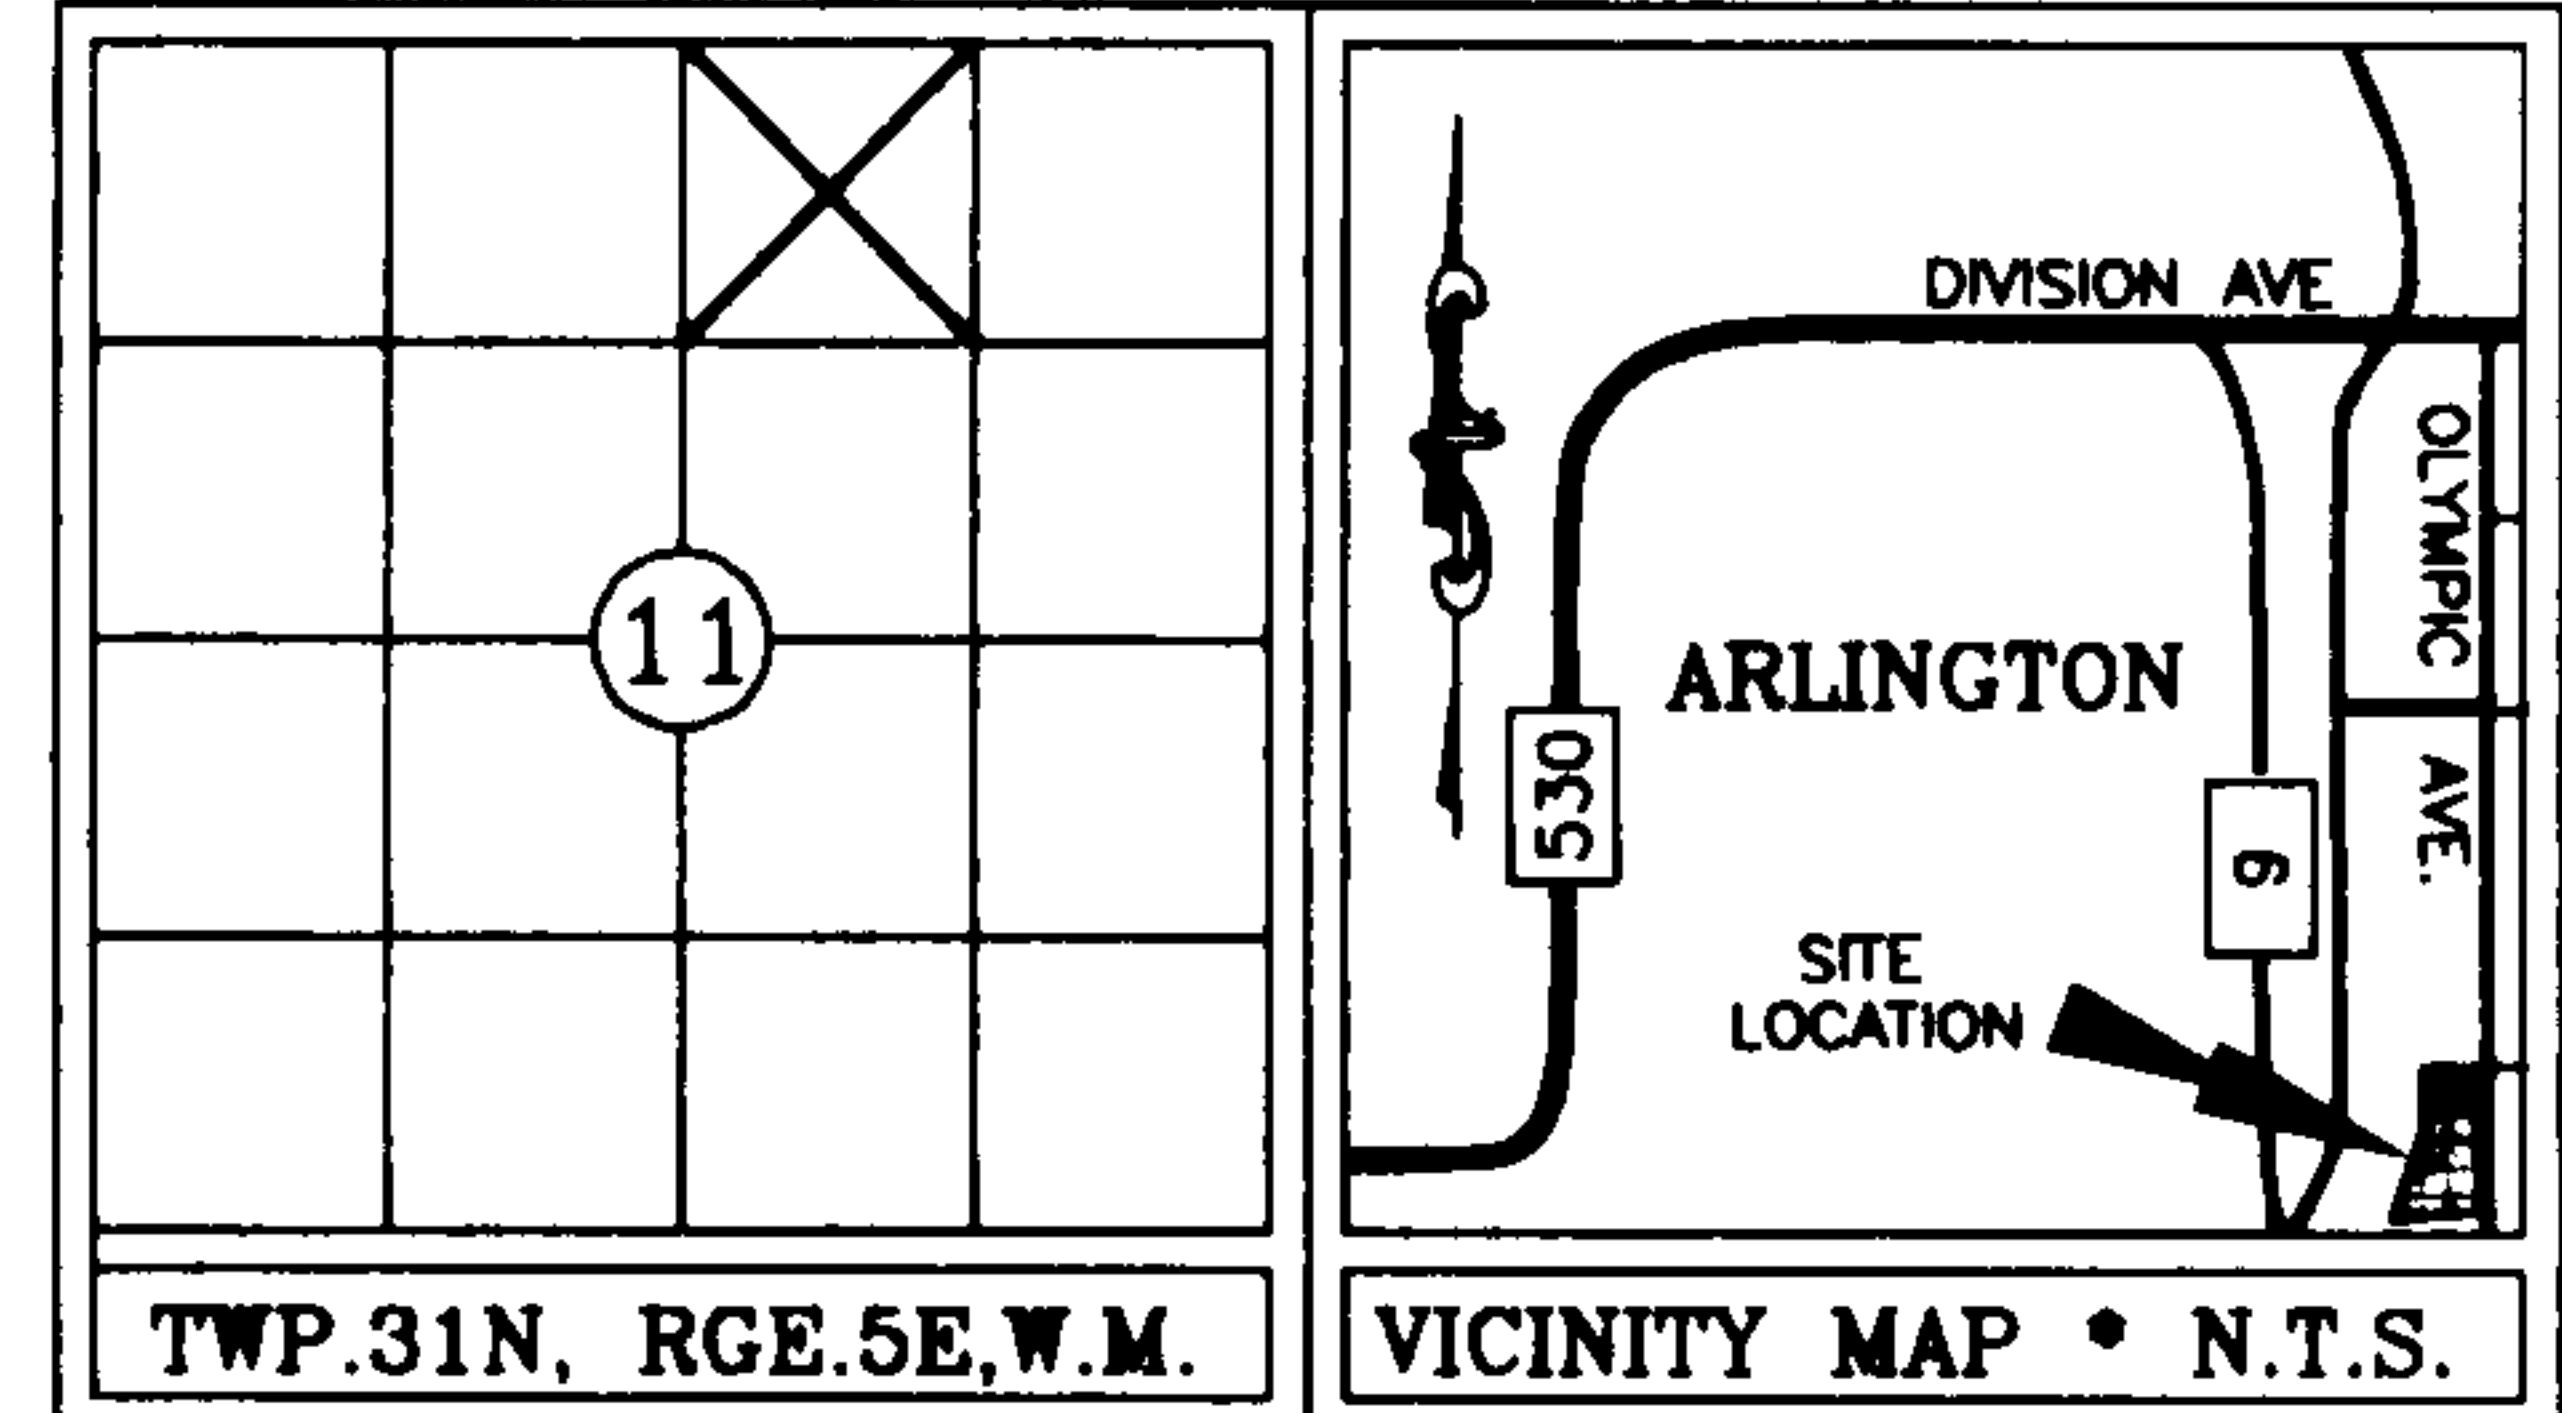 11
TWP.31N, RGE.5E,W.M.
DIVISION AVE
OLYMPIC AVE.
ARLINGTON
530
9
SITE
LOCATION
VICINITY MAP • N.T.S.